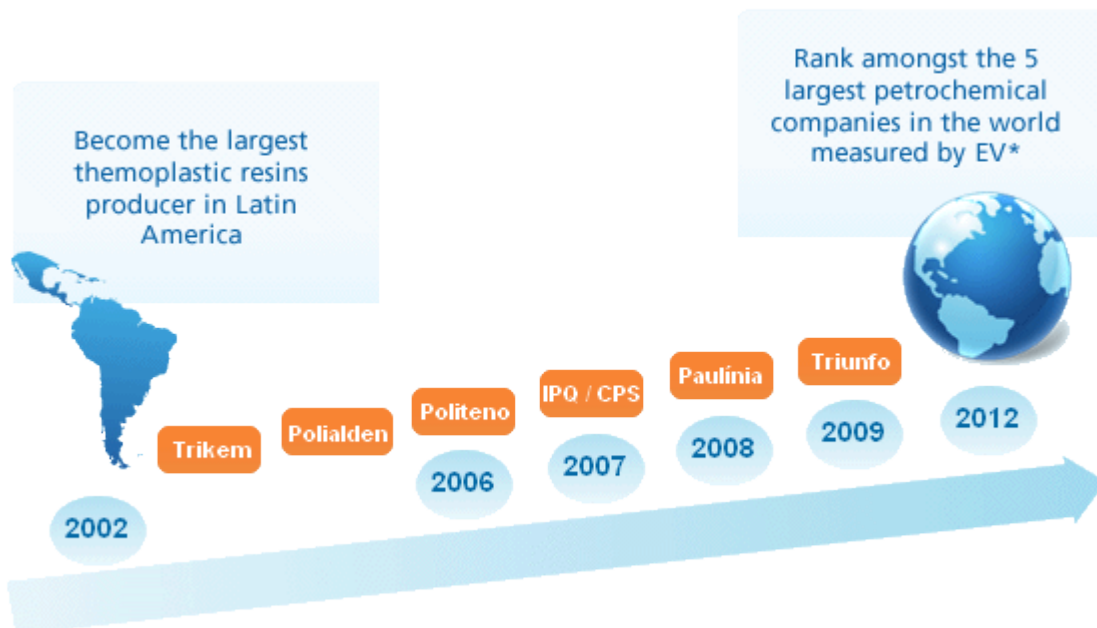 Rank amongst the 5
largest petrochemical
companies in the world
measured by EV*
Become the largest
themoplastic resins
producer in Latin
America
Trikem
Polialden
Politeno
IPQ / CPS
Paulínia
Triunfo
2002
2006
2007
2008
2009
2012